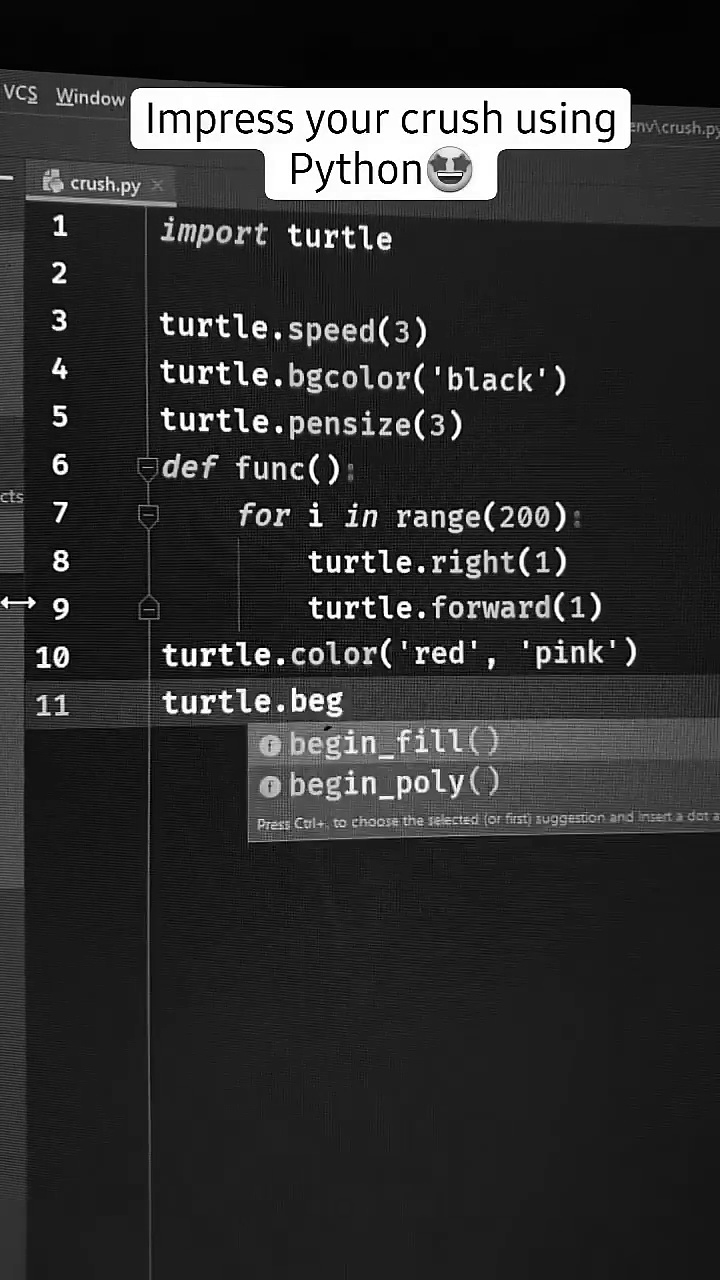 VCS Window
Impress your crush using
Python🤩
env\crush.py
crush.py
1 import turtle
2
3 turtle.speed(3)
4 turtle.bgcolor('black')
5 turtle.pensize(3)
6 def func():
7 for i in range(200):
8 turtle.right(1)
9 turtle.forward(1)
10 turtle.color('red', 'pink')
11 turtle.beg
begin_fill()
begin_poly()
Press Ctrl+. to choose the selected (or first) suggestion and insert a dot a
cts